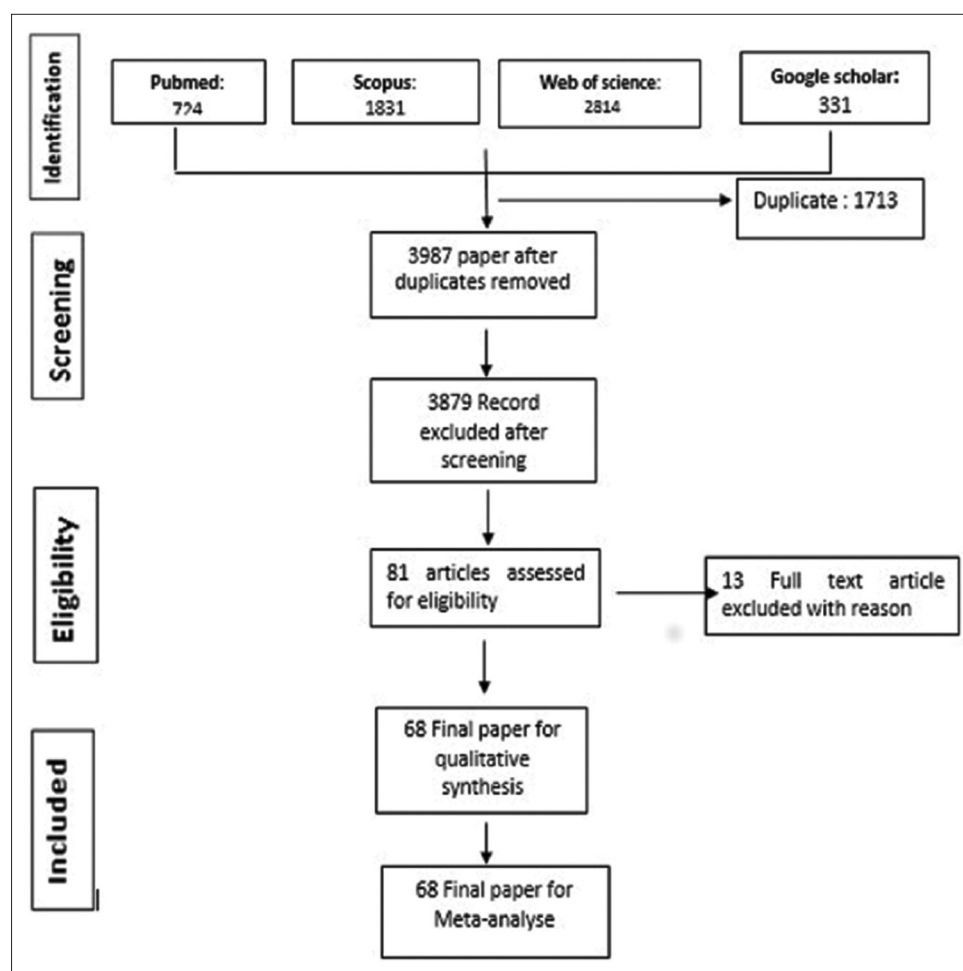 Identification
Pubmed:
724
Scopus:
1831
Web of science:
2814
Google scholar:
331
Duplicate : 1713
Screening
3987 paper after
duplicates removed
3879 Record
excluded after
screening
Eligibility
81 articles assessed
for eligibility
13 Full text article
excluded with reason
Included
68 Final paper for
qualitative
synthesis
68 Final paper for
Meta-analyse